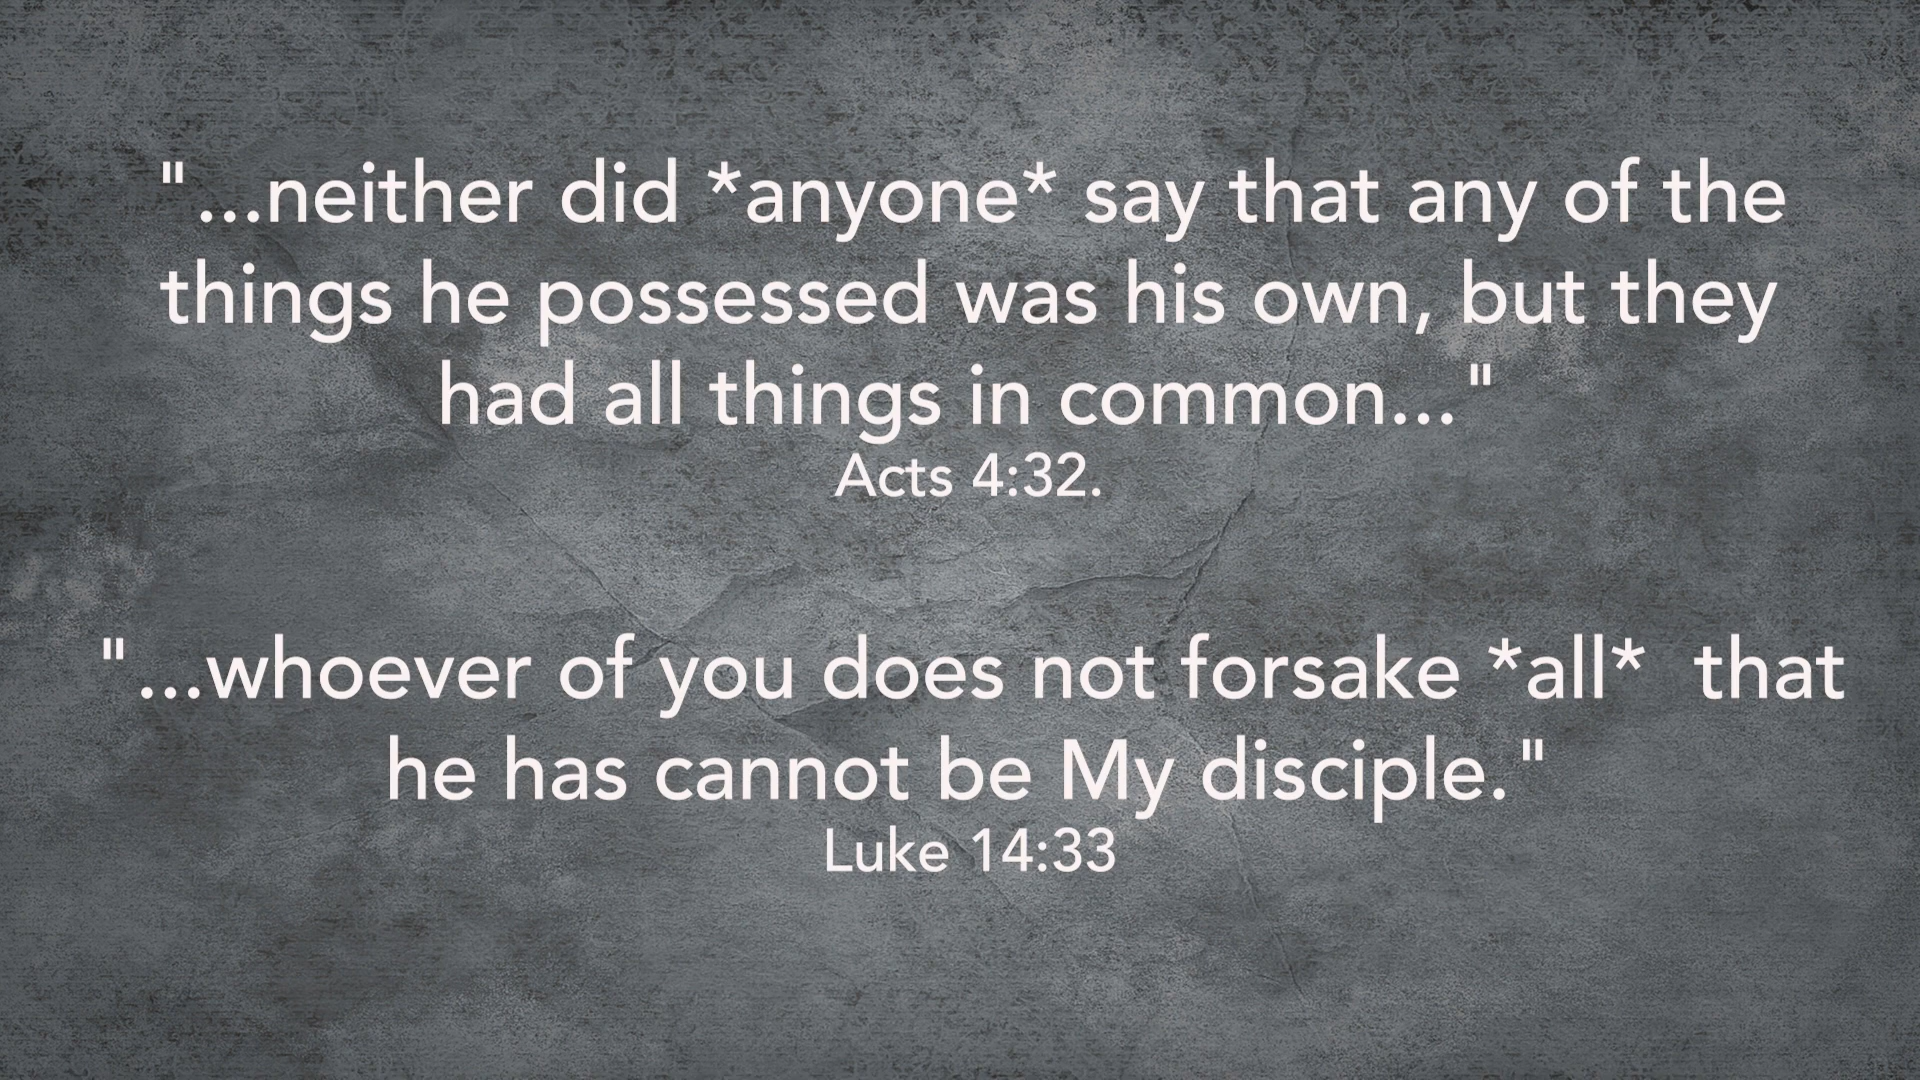 "...neither did *anyone* say that any of the
things he possessed was his own, but they
had all things in common..."
Acts 4:32.
"...whoever of you does not forsake *all*  that
he has cannot be My disciple."
Luke 14:33